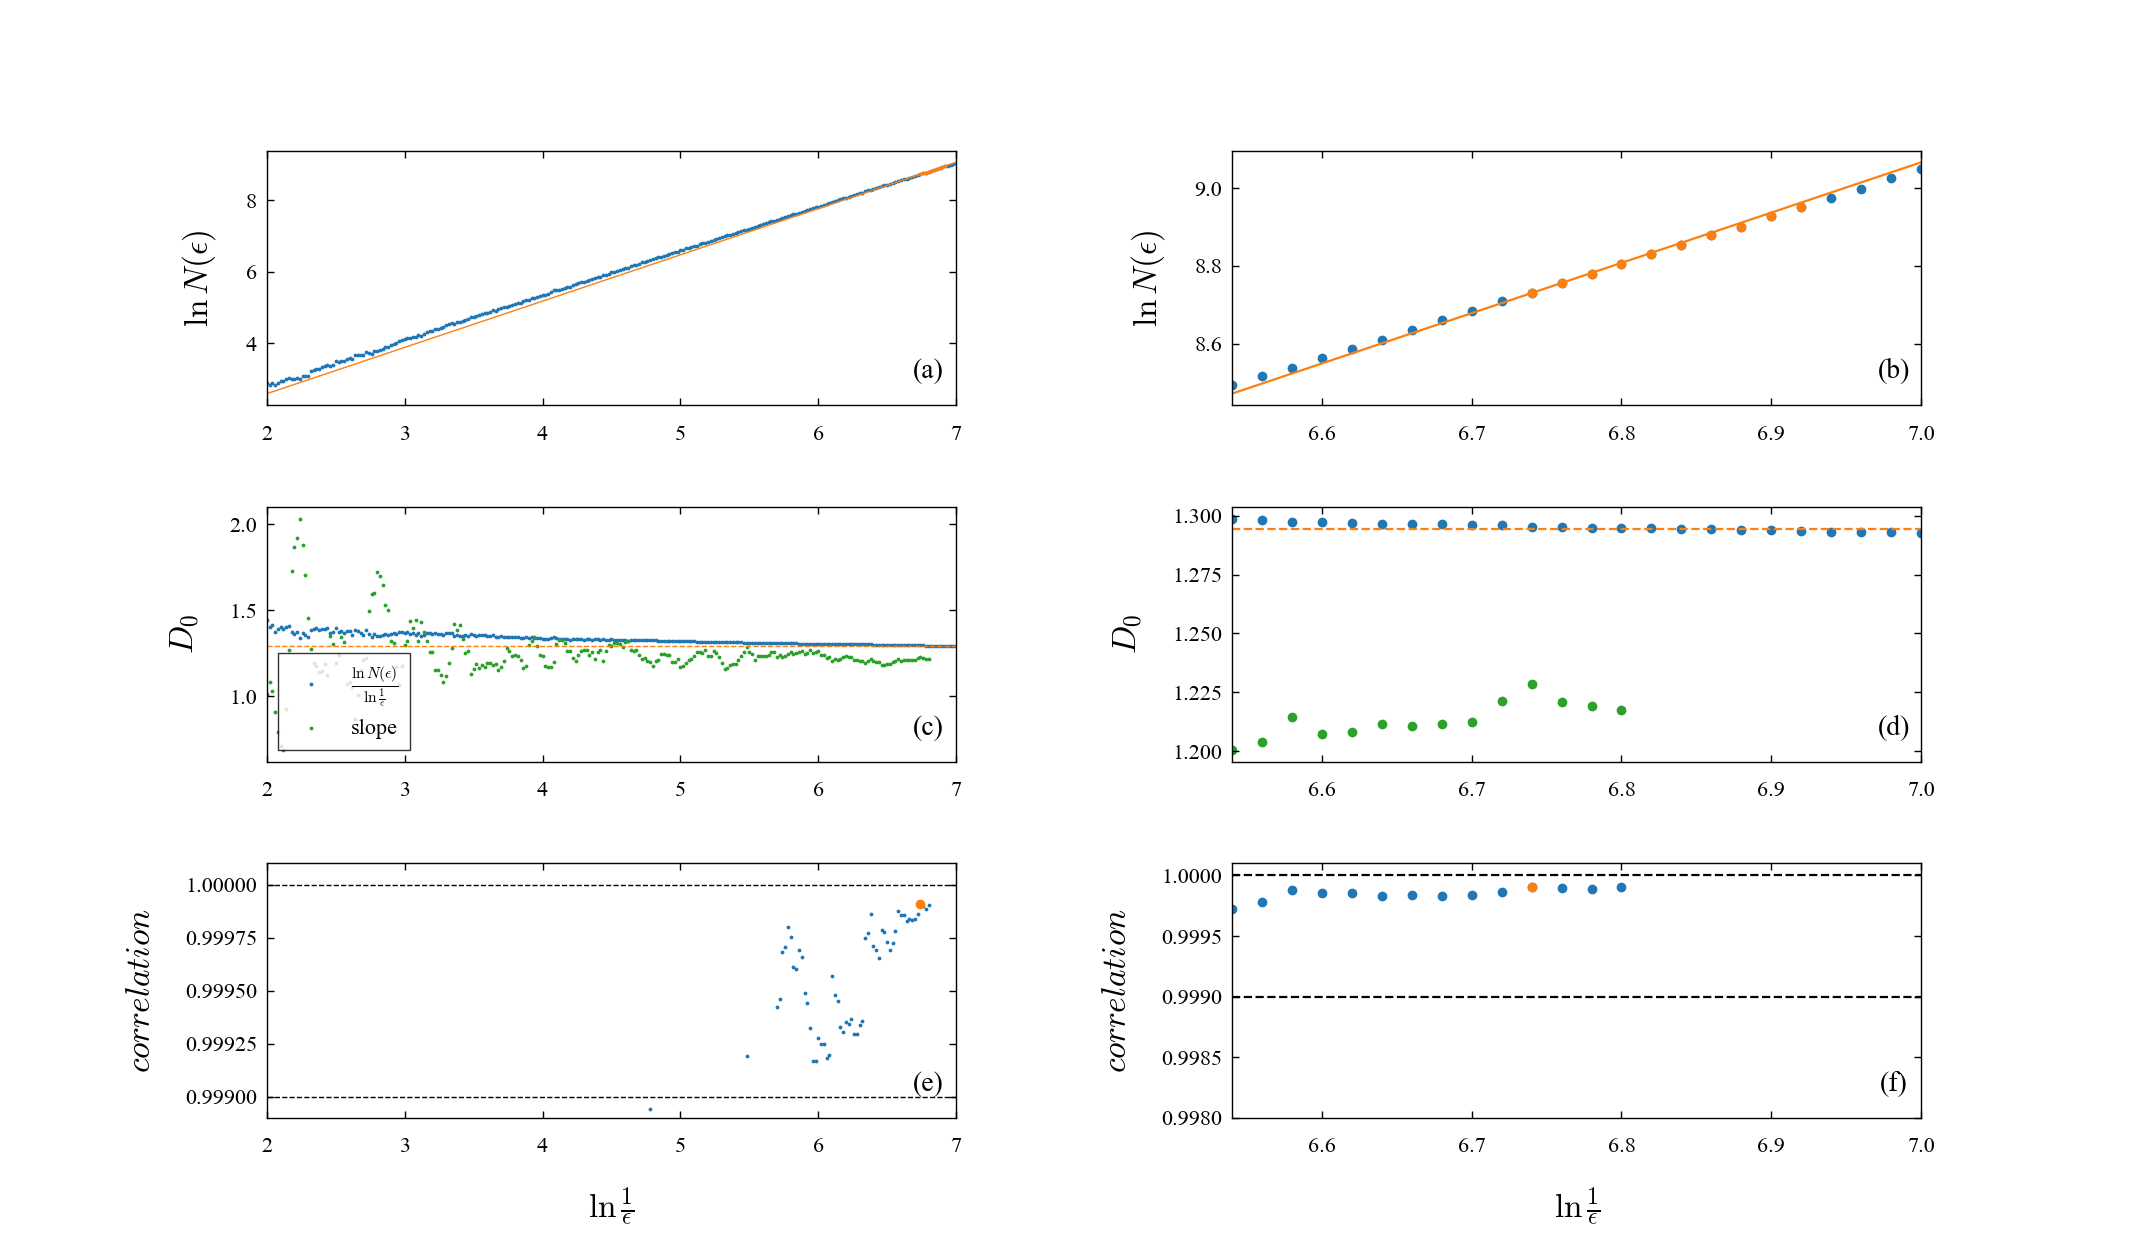 ln N(ϵ)
8
6
4
2 3 4 5 6 7
(a)
ln N(ϵ)
9.0
8.8
8.6
6.6 6.7 6.8 6.9 7.0
(b)
D₀
2.0
1.5
1.0
2 3 4 5 6 7
ln N(ϵ) / ln 1/ϵ
slope
(c)
D₀
1.300
1.275
1.250
1.225
1.200
6.6 6.7 6.8 6.9 7.0
(d)
correlation
1.00000
0.99975
0.99950
0.99925
0.99900
2 3 4 5 6 7
(e)
ln 1/ϵ
correlation
1.0000
0.9995
0.9990
0.9985
0.9980
6.6 6.7 6.8 6.9 7.0
(f)
ln 1/ϵ